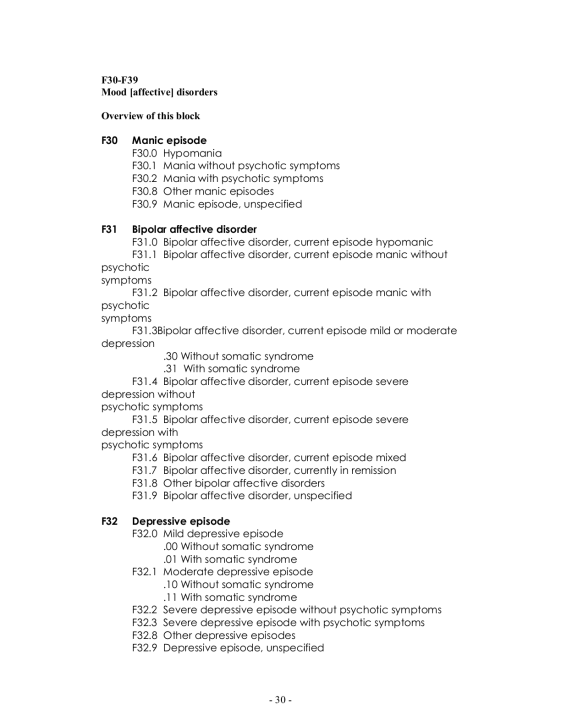 F30-F39
Mood [affective] disorders
Overview of this block
F30 Manic episode
F30.0 Hypomania
F30.1 Mania without psychotic symptoms
F30.2 Mania with psychotic symptoms
F30.8 Other manic episodes
F30.9 Manic episode, unspecified
F31 Bipolar affective disorder
F31.0 Bipolar affective disorder, current episode hypomanic
F31.1 Bipolar affective disorder, current episode manic without
psychotic
symptoms
F31.2 Bipolar affective disorder, current episode manic with
psychotic
symptoms
F31.3Bipolar affective disorder, current episode mild or moderate
depression
.30 Without somatic syndrome
.31 With somatic syndrome
F31.4 Bipolar affective disorder, current episode severe
depression without
psychotic symptoms
F31.5 Bipolar affective disorder, current episode severe
depression with
psychotic symptoms
F31.6 Bipolar affective disorder, current episode mixed
F31.7 Bipolar affective disorder, currently in remission
F31.8 Other bipolar affective disorders
F31.9 Bipolar affective disorder, unspecified
F32 Depressive episode
F32.0 Mild depressive episode
.00 Without somatic syndrome
.01 With somatic syndrome
F32.1 Moderate depressive episode
.10 Without somatic syndrome
.11 With somatic syndrome
F32.2 Severe depressive episode without psychotic symptoms
F32.3 Severe depressive episode with psychotic symptoms
F32.8 Other depressive episodes
F32.9 Depressive episode, unspecified
- 30 -